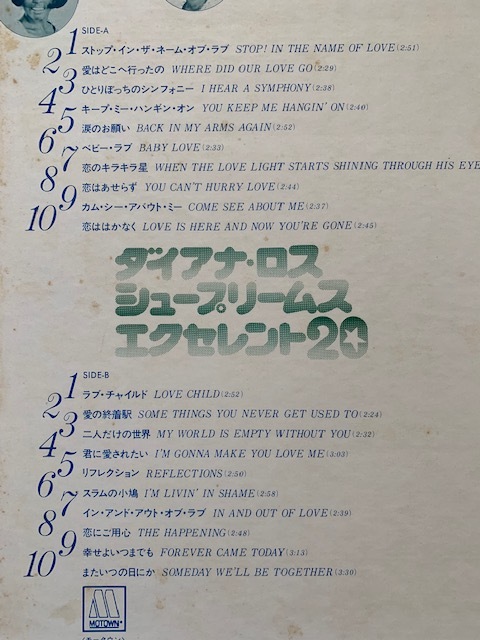 SIDE-A
1 ストップ・イン・ザ・ネーム・オブ・ラブ STOP! IN THE NAME OF LOVE (2:51)
2 愛はどこへ行ったの WHERE DID OUR LOVE GO (2:29)
3 ひとりぼっちのシンフォニー I HEAR A SYMPHONY (2:38)
4 キープ・ミー・ハンギン・オン YOU KEEP ME HANGIN' ON (2:40)
5 涙のお願い BACK IN MY ARMS AGAIN (2:52)
6 ベビー・ラブ BABY LOVE (2:33)
7 恋のキラキラ星 WHEN THE LOVE LIGHT STARTS SHINING THROUGH HIS EYE
8 恋はあせらず YOU CAN'T HURRY LOVE (2:44)
9 カム・シー・アバウト・ミー COME SEE ABOUT ME (2:37)
10 恋ははかなく LOVE IS HERE AND NOW YOU'RE GONE (2:45)
ダイアナ・ロス
シュープリームス
エクセレント20
SIDE-B
1 ラブ・チャイルド LOVE CHILD (2:52)
2 愛の終着駅 SOME THINGS YOU NEVER GET USED TO (2:24)
3 二人だけの世界 MY WORLD IS EMPTY WITHOUT YOU (2:32)
4 君に愛されたい I'M GONNA MAKE YOU LOVE ME (3:03)
5 リフレクション REFLECTIONS (2:50)
6 スラムの小鳩 I'M LIVIN' IN SHAME (2:58)
7 イン・アンド・アウト・オブ・ラブ IN AND OUT OF LOVE (2:39)
8 恋にご用心 THE HAPPENING (2:48)
9 幸せよいつまでも FOREVER CAME TODAY (3:13)
10 またいつの日にか SOMEDAY WE'LL BE TOGETHER (3:30)
M
MOTOWN
(モータウン)